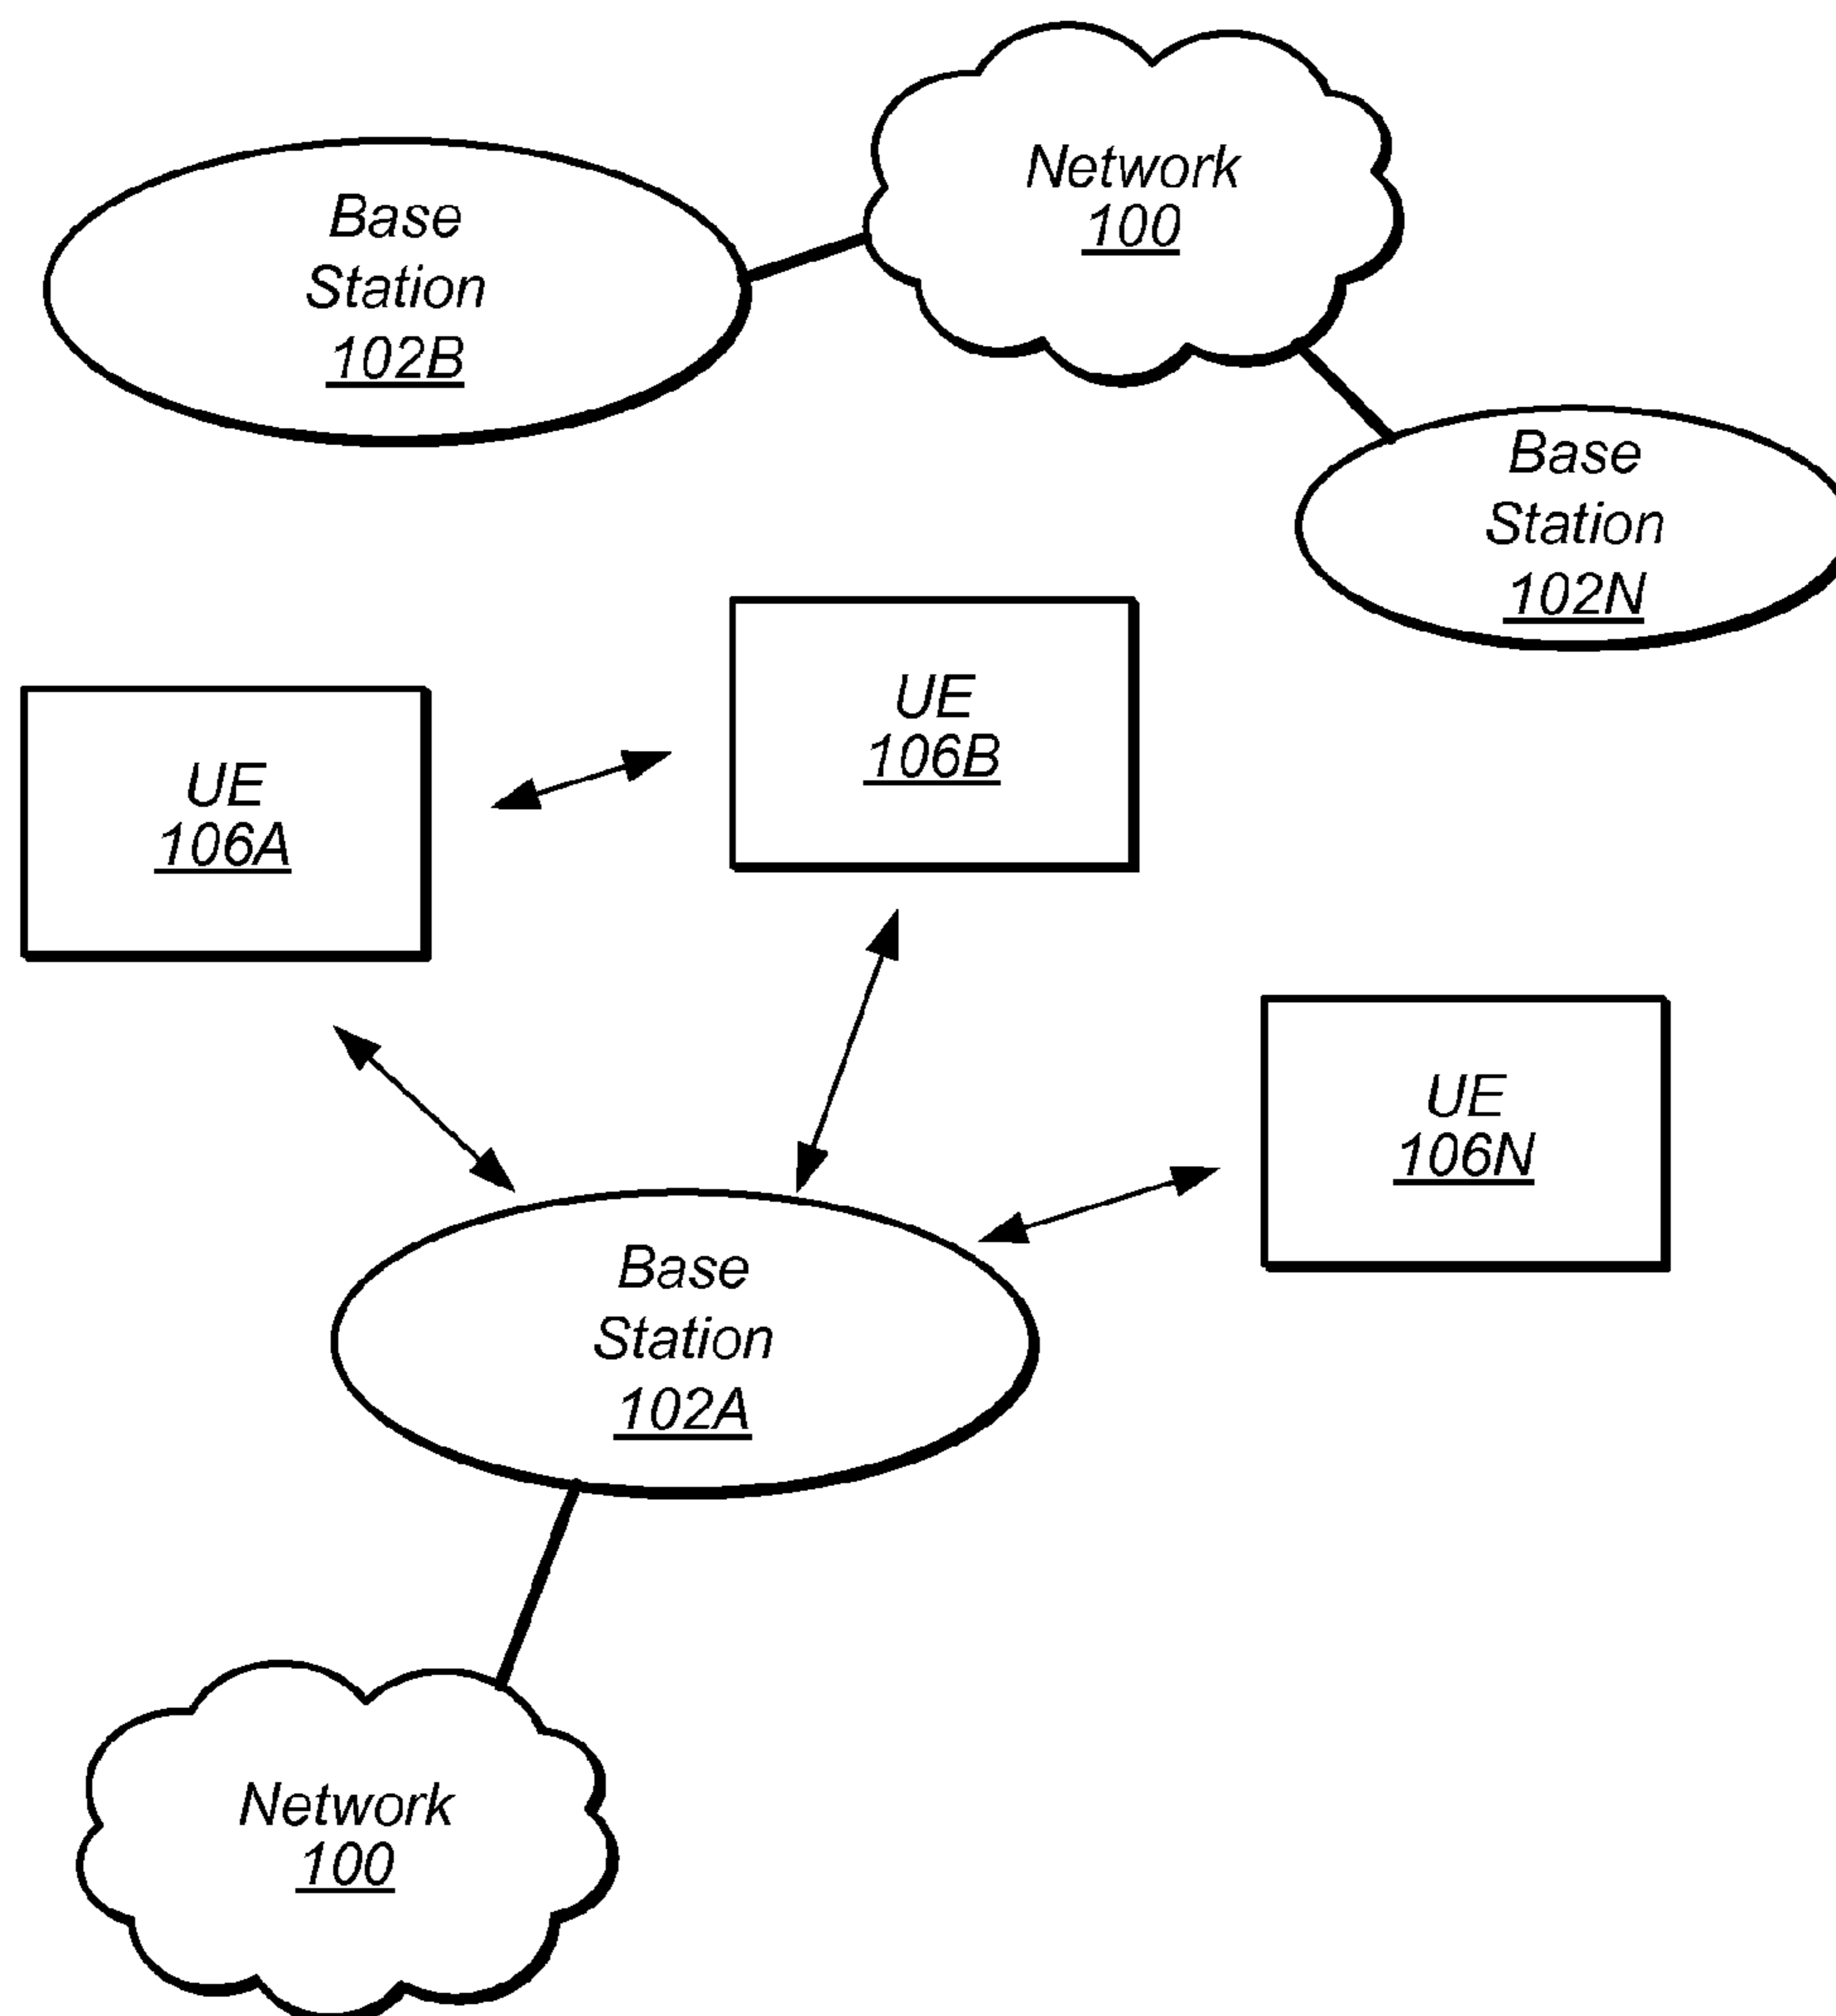 Network
100
Base
Station
102B
Base
Station
102N
UE
106B
UE
106A
UE
106N
Base
Station
102A
Network
100